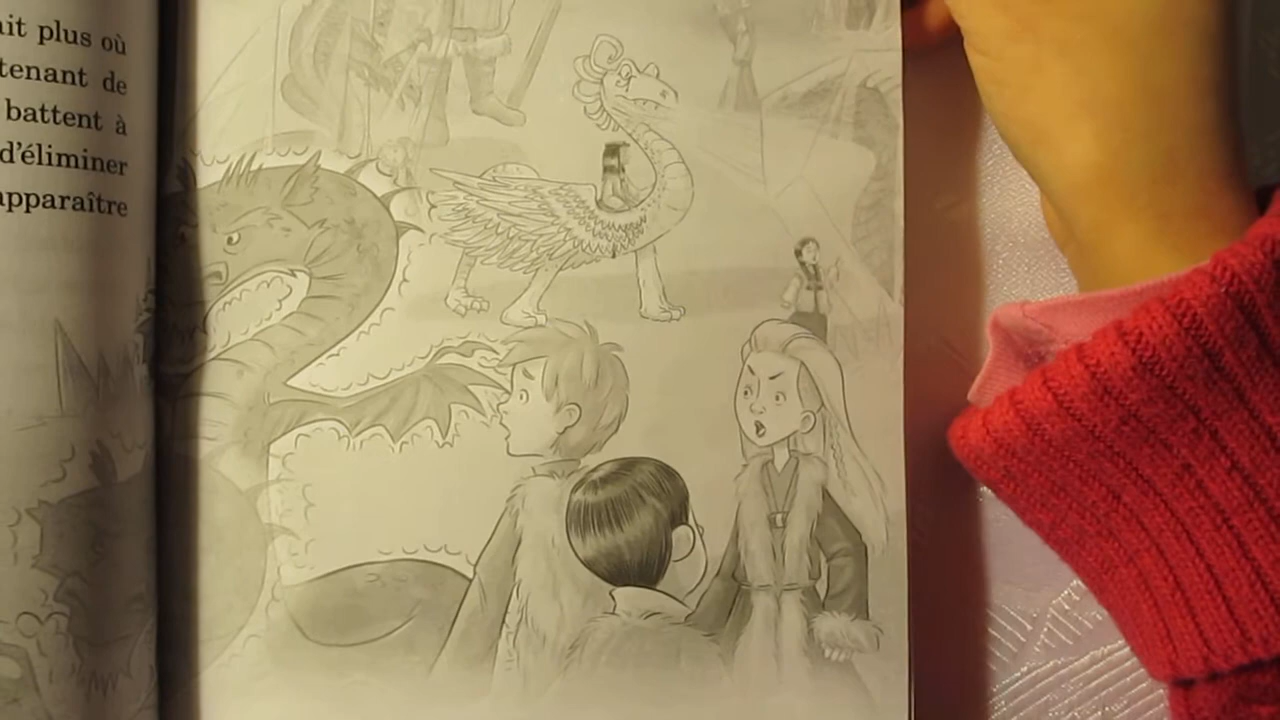 ait plus où
tenant de
battent à
d'éliminer
apparaître